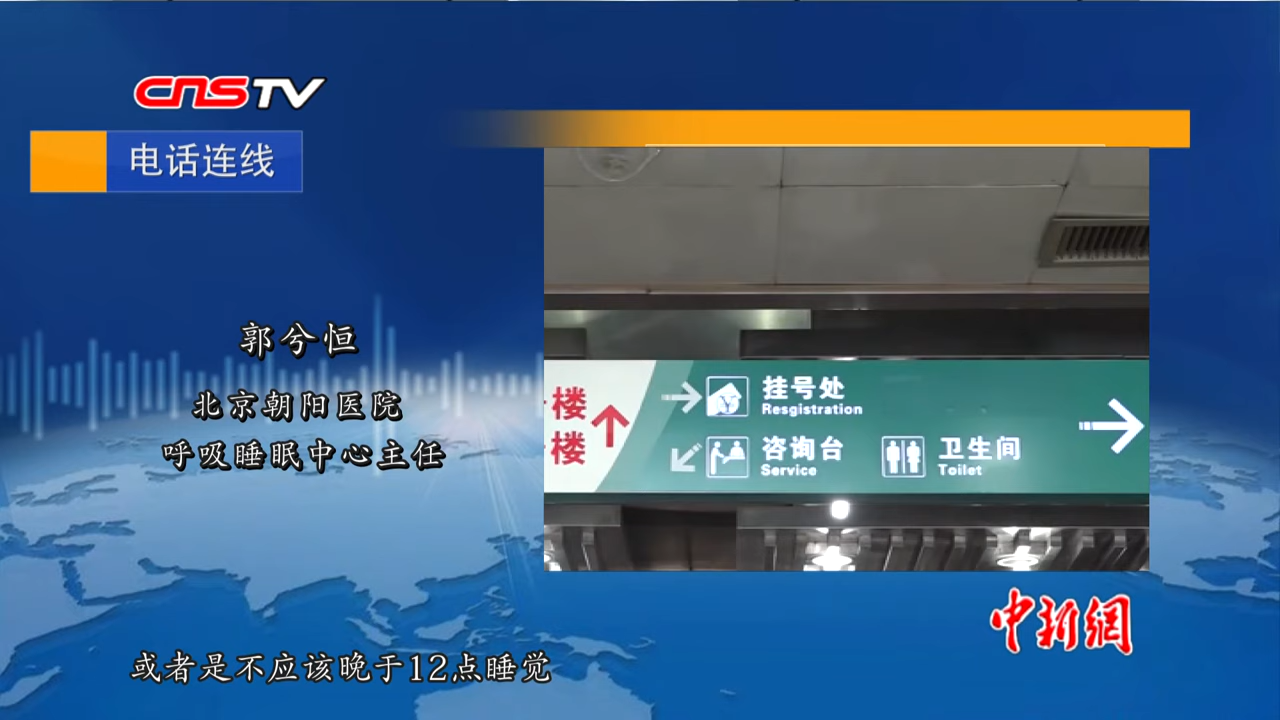 CNSTV
电话连线
郭兮恒
北京朝阳医院
呼吸睡眠中心主任
楼
楼
挂号处
Resgistration
咨询台
Service
卫生间
Toilet
中新網
或者是不应该晚于12点睡觉